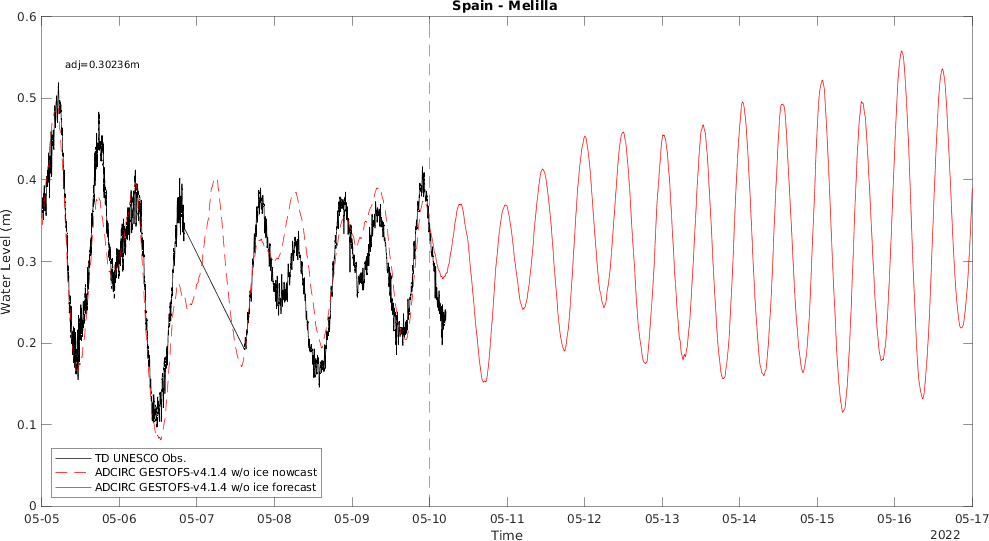 Spain - Melilla
adj=0.30236m
0.6
0.5
0.4
0.3
0.2
0.1
0
Water Level (m)
TD UNESCO Obs.
ADCIRC GESTOFS-v4.1.4 w/o ice nowcast
ADCIRC GESTOFS-v4.1.4 w/o ice forecast
05-05 05-06 05-07 05-08 05-09 05-10 05-11 05-12 05-13 05-14 05-15 05-16 05-17
Time
2022